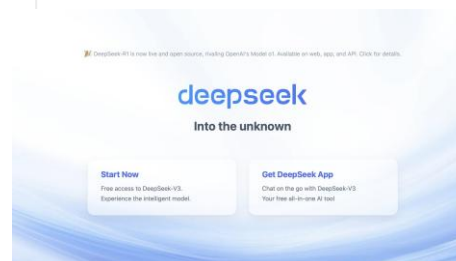 DeepSeek-R1 is now live and open source, rivaling OpenAI's Model o1. Available on web, app, and API. Click for details.
deepseek
Into the unknown
Start Now
Free access to DeepSeek-V3.
Experience the intelligent model.
Get DeepSeek App
Chat on the go with DeepSeek-V3
Your free all-in-one AI tool